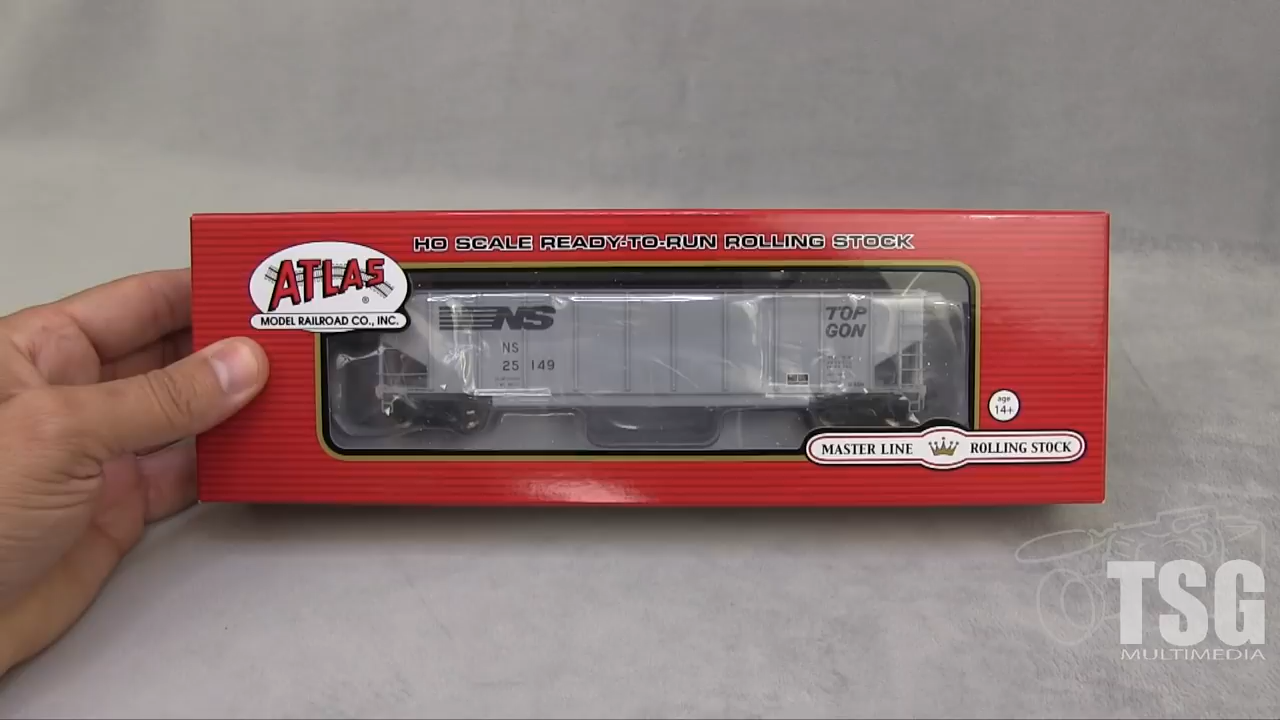 HO SCALE READY-TO-RUN ROLLING STOCK
ATLAS®
MODEL RAILROAD CO., INC.
NS
NS
25 149
TOP
GON
age
14+
MASTER LINE ROLLING STOCK
TSG
MULTIMEDIA